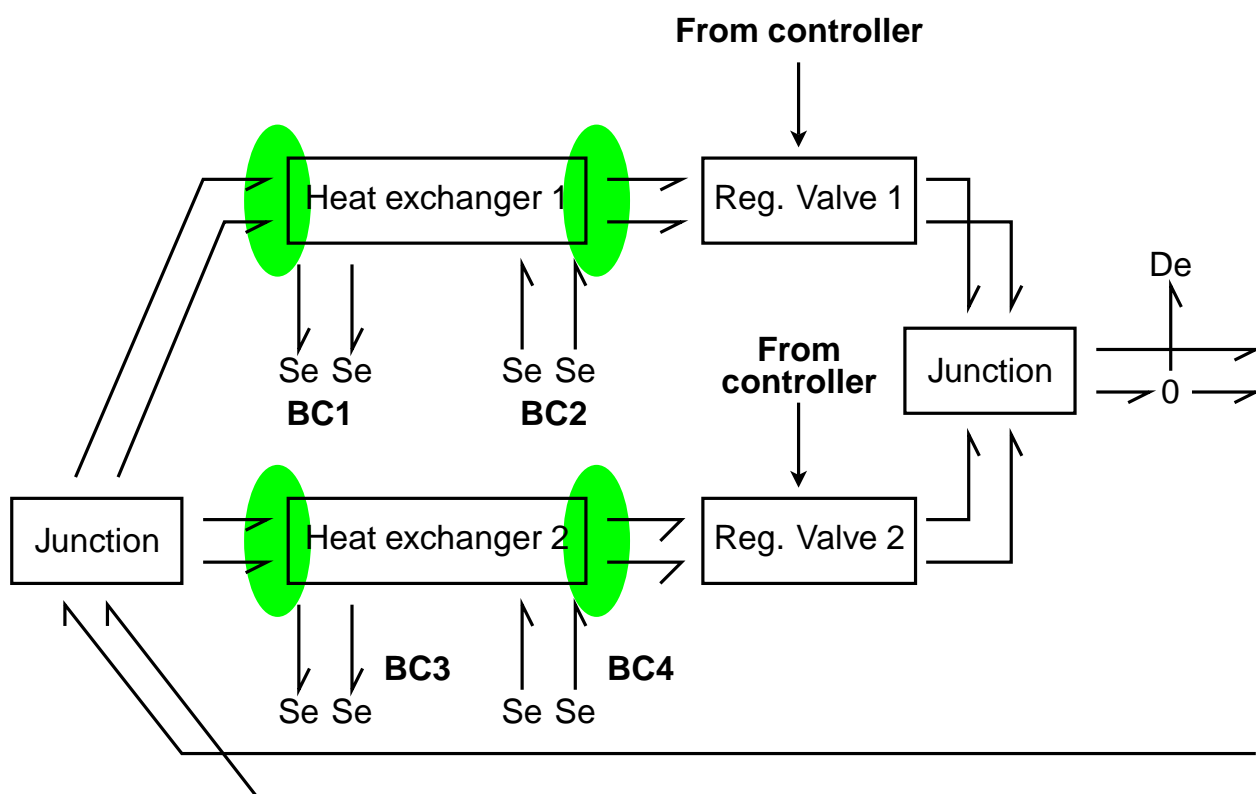 From controller
Heat exchanger 1
Reg. Valve 1
De
Se Se
Se Se
From
controller
Junction
BC1
BC2
0
Junction
Heat exchanger 2
Reg. Valve 2
BC3
BC4
Se Se
Se Se